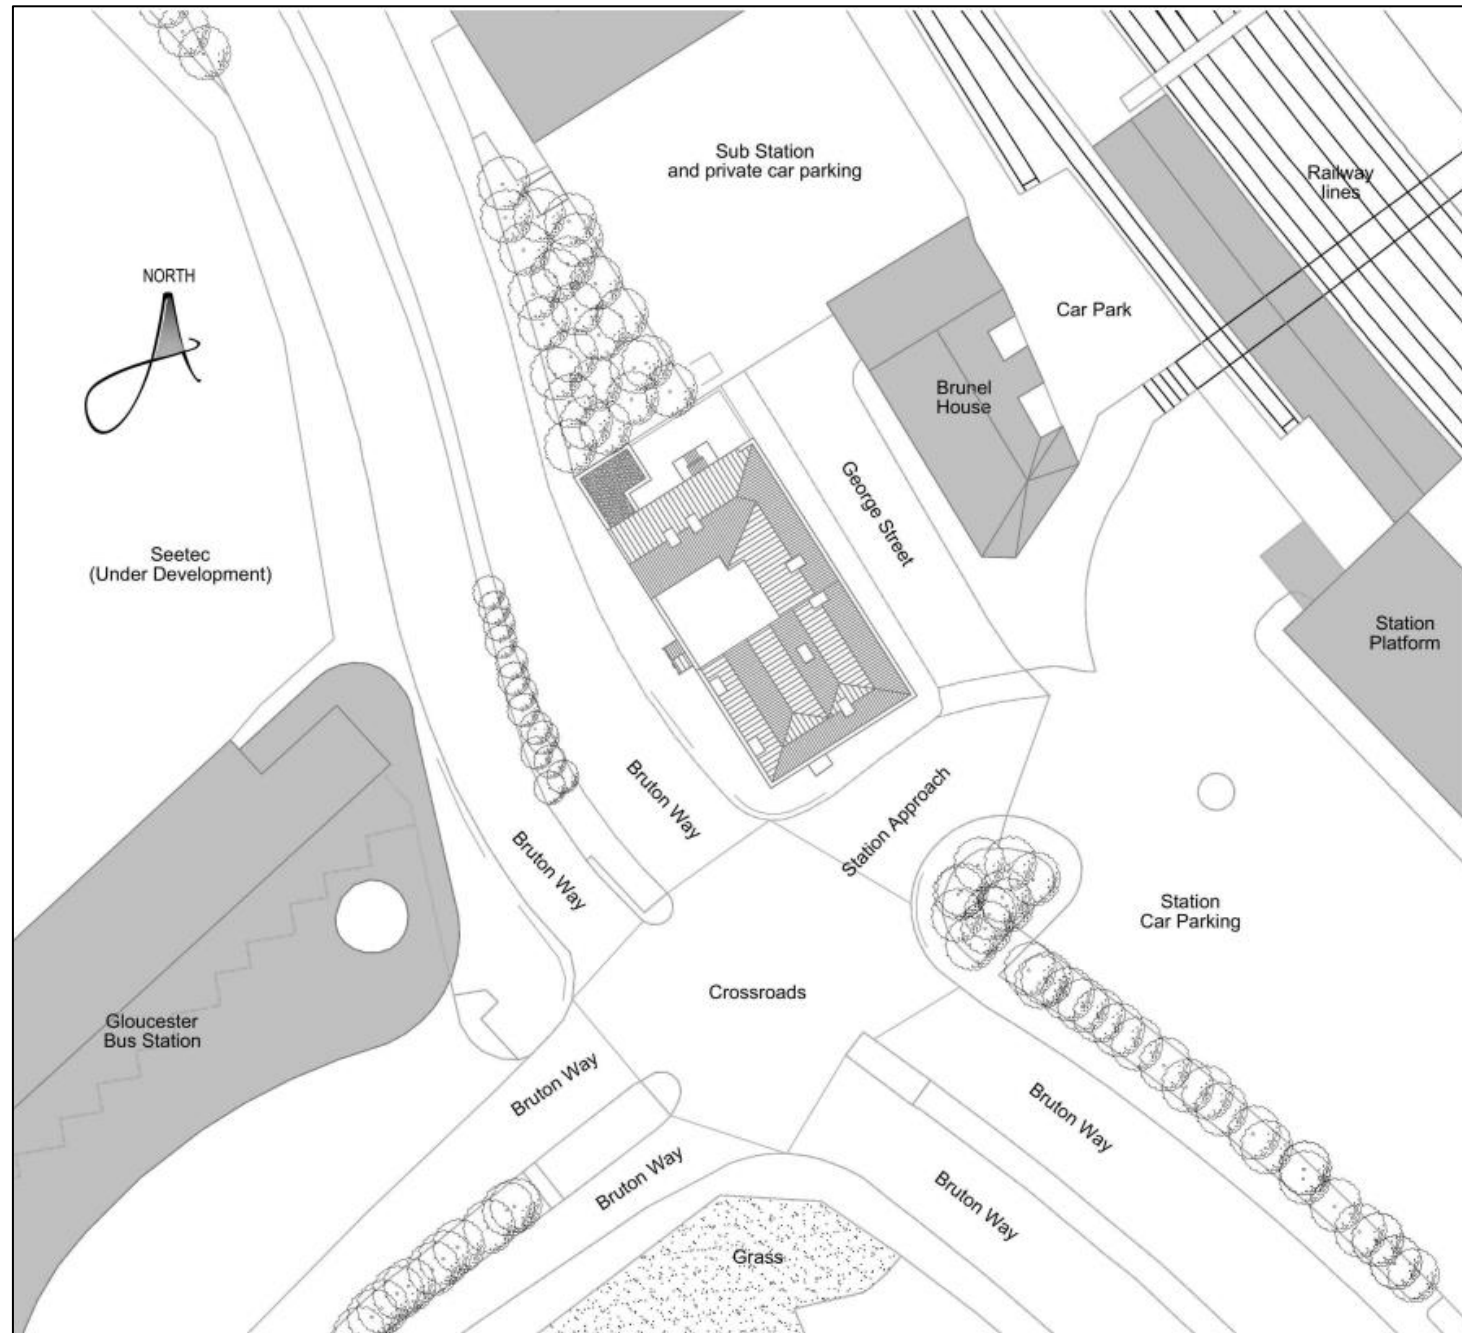 Sub Station
and private car parking
Railway
lines
NORTH
Car Park
Brunel
House
George Street
Seetec
(Under Development)
Station
Platform
Bruton Way
Station Approach
Bruton Way
Station
Car Parking
Crossroads
Gloucester
Bus Station
Bruton Way
Bruton Way
Bruton Way
Bruton Way
Grass